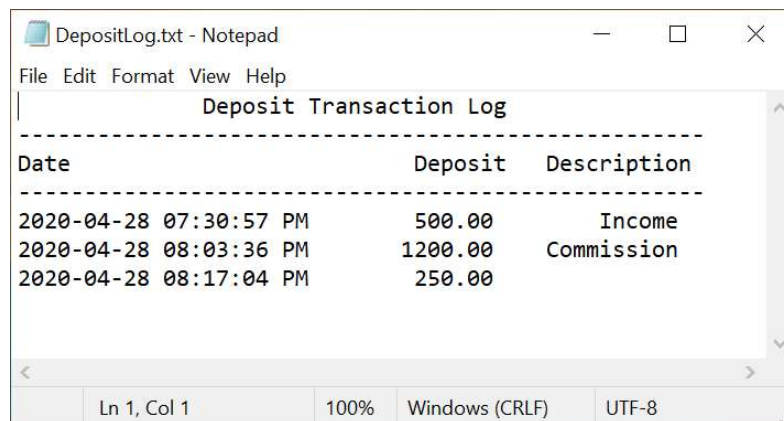 DepositLog.txt - Notepad
File Edit Format View Help
Deposit Transaction Log
-----------------------------------------------------
Date Deposit Description
-----------------------------------------------------
2020-04-28 07:30:57 PM 500.00 Income
2020-04-28 08:03:36 PM 1200.00 Commission
2020-04-28 08:17:04 PM 250.00
Ln 1, Col 1 100% Windows (CRLF) UTF-8